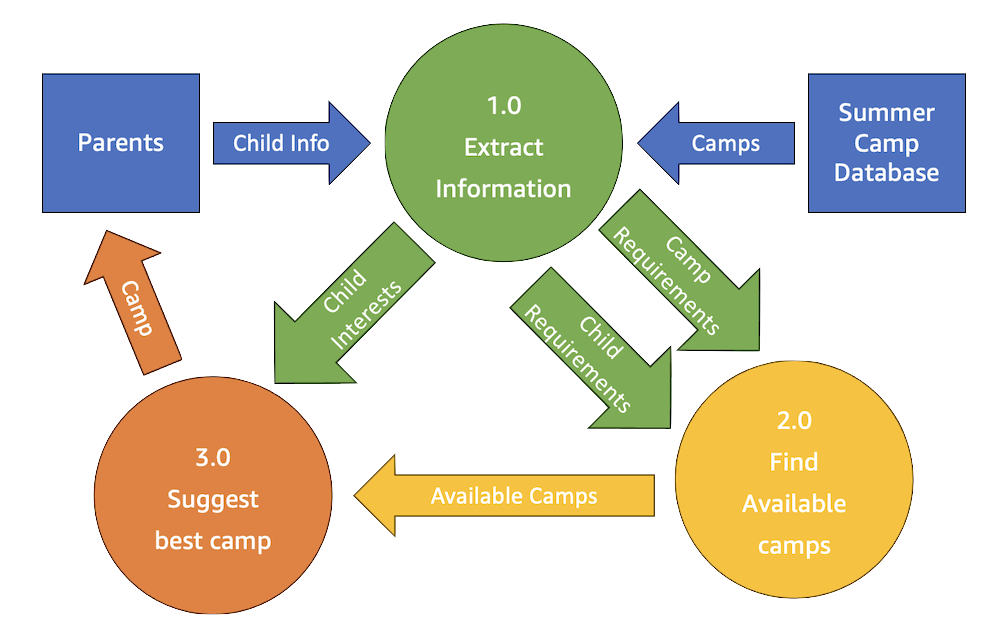 Parents
Child Info
1.0
Extract
Information
Camps
Summer
Camp
Database
Camp
Child
Interests
Child
Requirements
Camp
Requirements
3.0
Suggest
best camp
Available Camps
2.0
Find
Available
camps